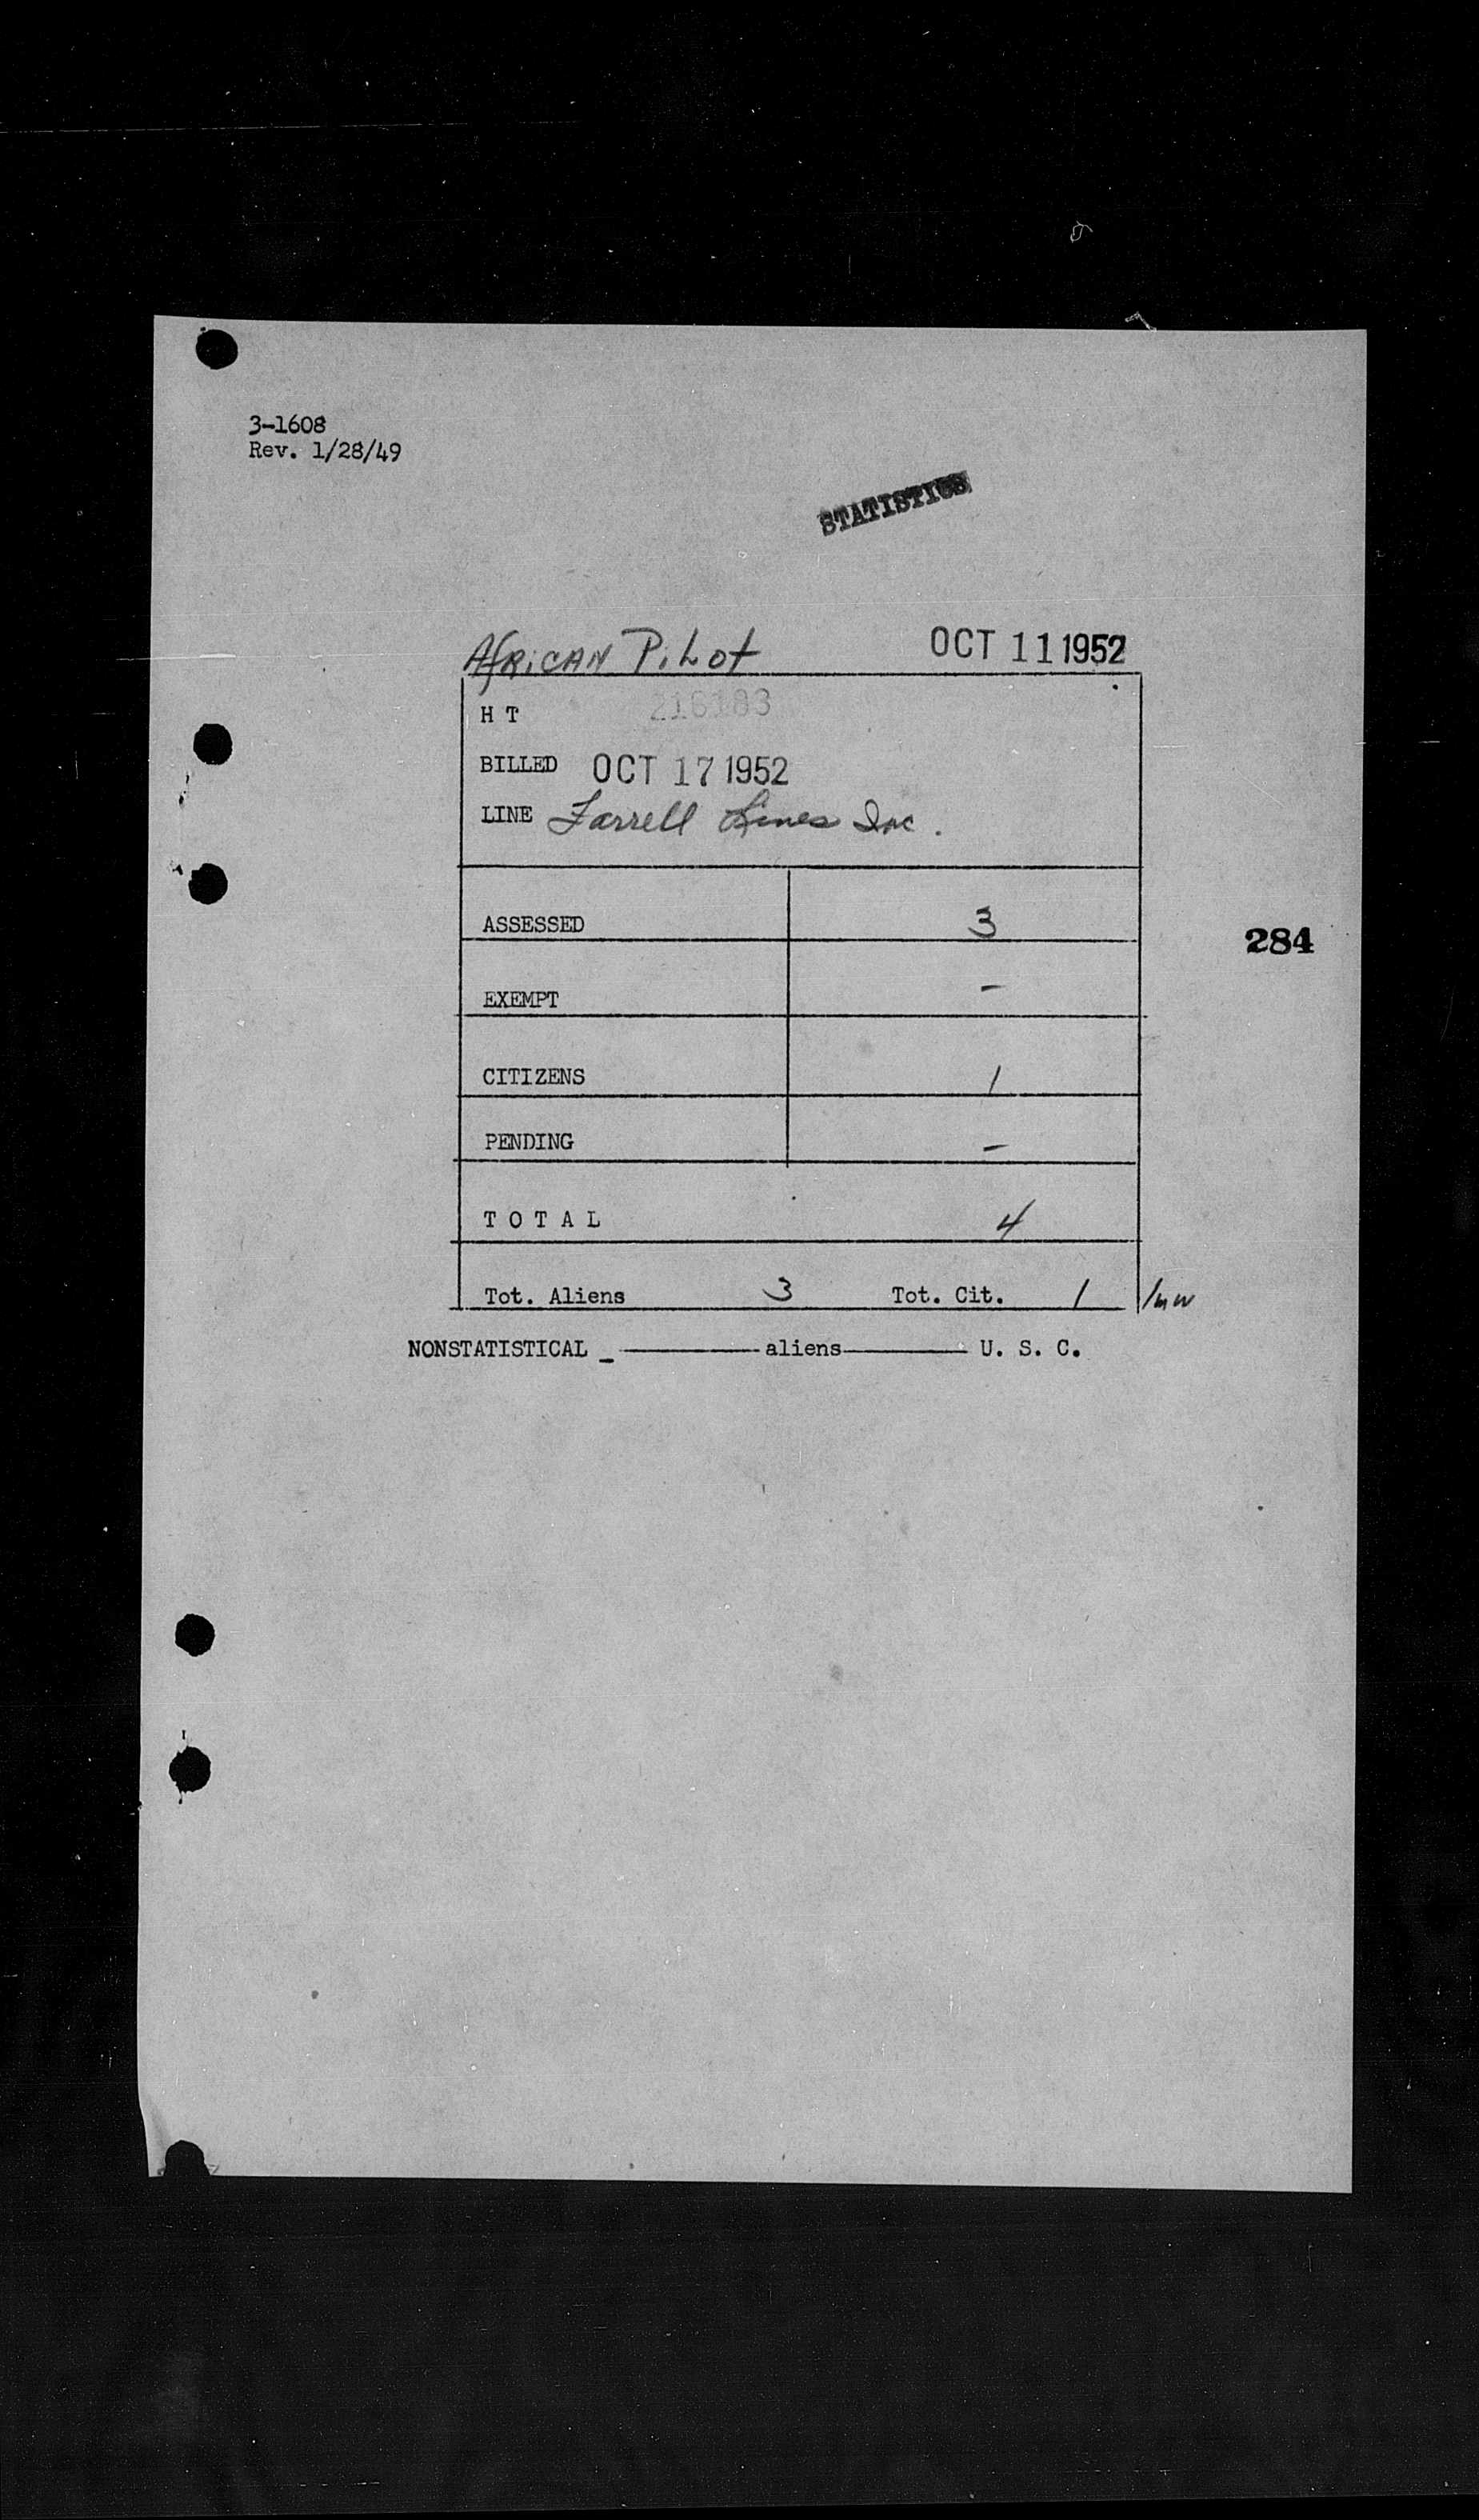 3-1608
Rev. 1/28/49
STATISTICS
AfRiCAN PiLot OCT 11 1952
H T 216183
BILLED OCT 17 1952
LINE Farrell Lines Inc.
ASSESSED 3
284
EXEMPT -
CITIZENS 1
PENDING -
T O T A L 4
Tot. Aliens 3 Tot. Cit. 1
NONSTATISTICAL _ ———— aliens ———— U. S. C.